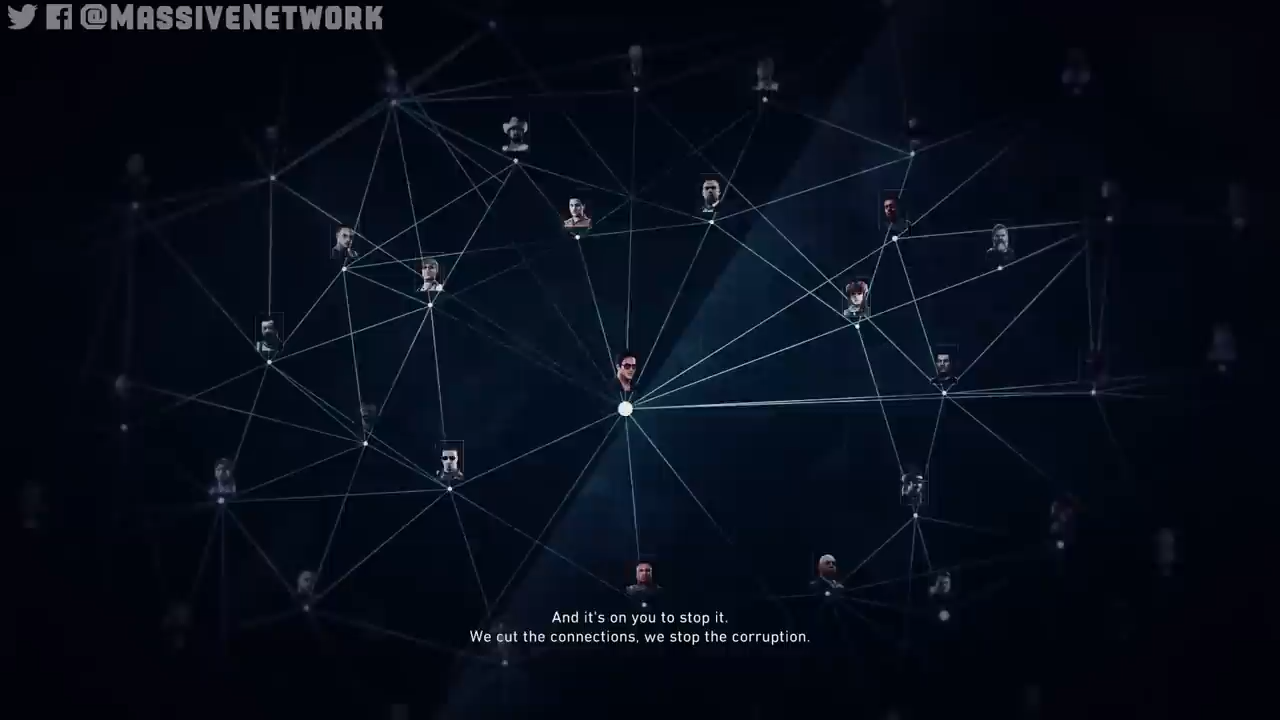 @MassiveNetwork
And it's on you to stop it.
We cut the connections, we stop the corruption.